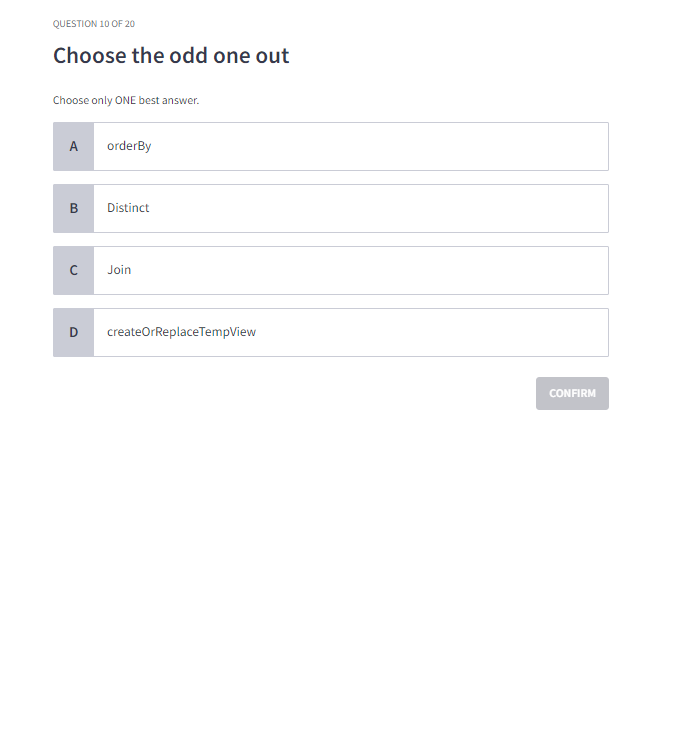 QUESTION 10 OF 20
Choose the odd one out
Choose only ONE best answer.
A orderBy
B Distinct
C Join
D createOrReplaceTempView
CONFIRM